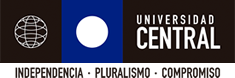 UNIVERSIDAD
CENTRAL
INDEPENDENCIA · PLURALISMO · COMPROMISO